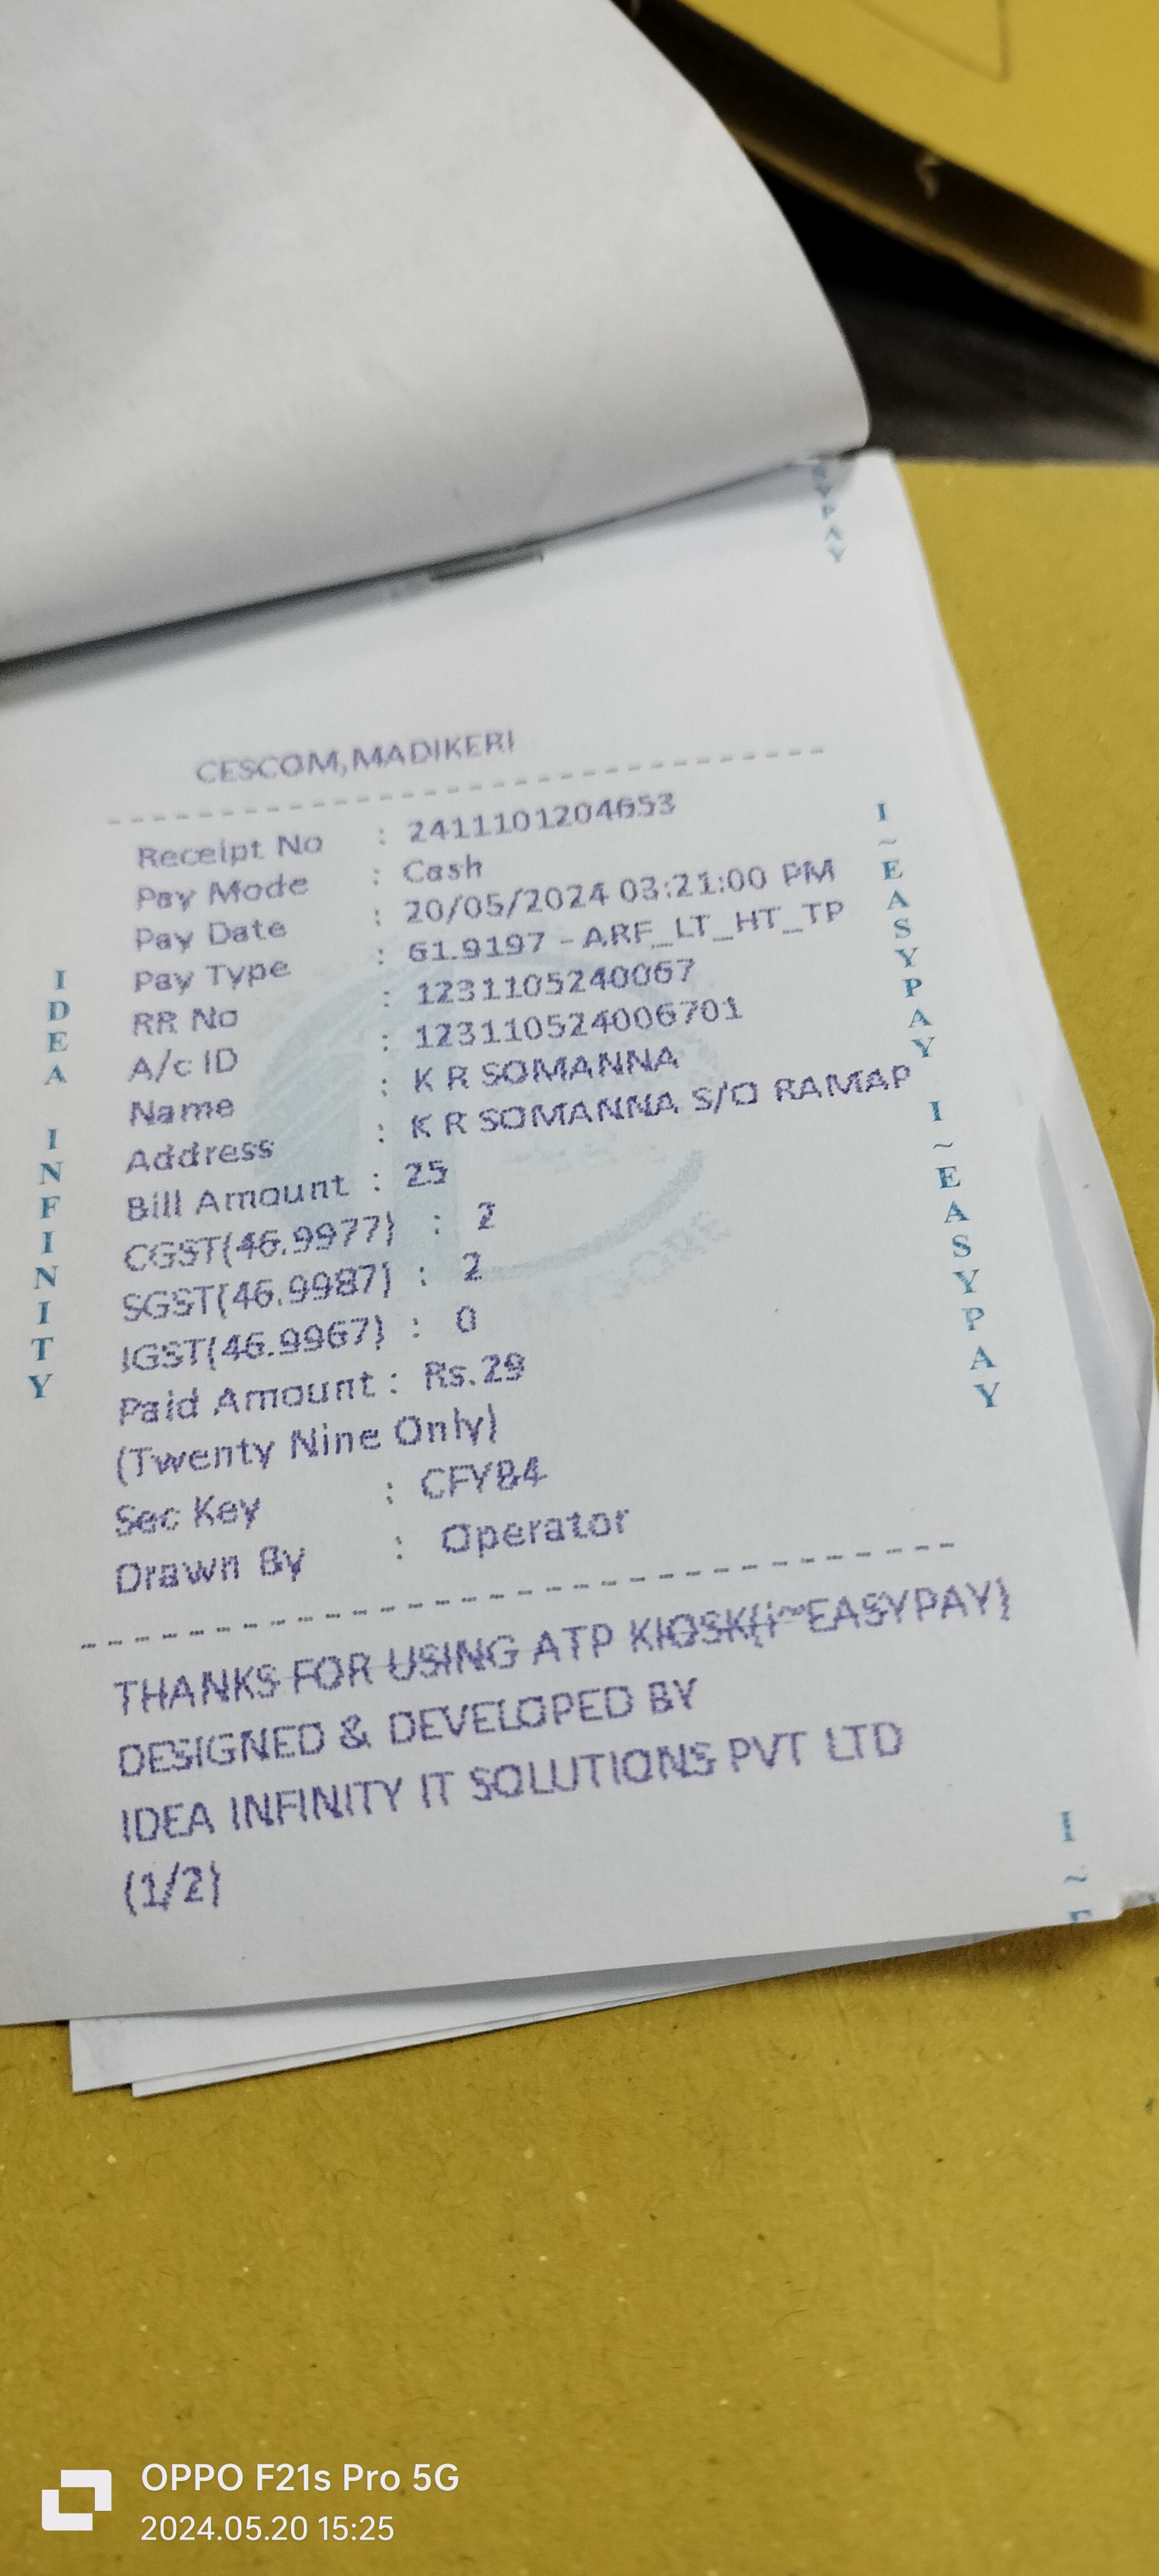 CESCOM,MADIKERI
Receipt No : 2411101204653
Pay Mode : Cash
Pay Date : 20/05/2024 03:21:00 PM
Pay Type : 61.9197 - ARF_LT_HT_TP
RR No : 1231105240067
A/c ID : 123110524006701
Name : K R SOMANNA
Address : K R SOMANNA S/O RAMAP
Bill Amount : 25
CGST(46.9977) : 2
SGST(46.9987) : 2
IGST(46.9967) : 0
Paid Amount : Rs.29
(Twenty Nine Only)
Sec Key : CFYB4
Drawn By : Operator
THANKS FOR USING ATP KIOSK(i~EASYPAY)
DESIGNED & DEVELOPED BY
IDEA INFINITY IT SOLUTIONS PVT LTD
(1/2)
IDEA INFINITY
I~EASYPAY I~EASYPAY
I~E
OPPO F21s Pro 5G
2024.05.20 15:25